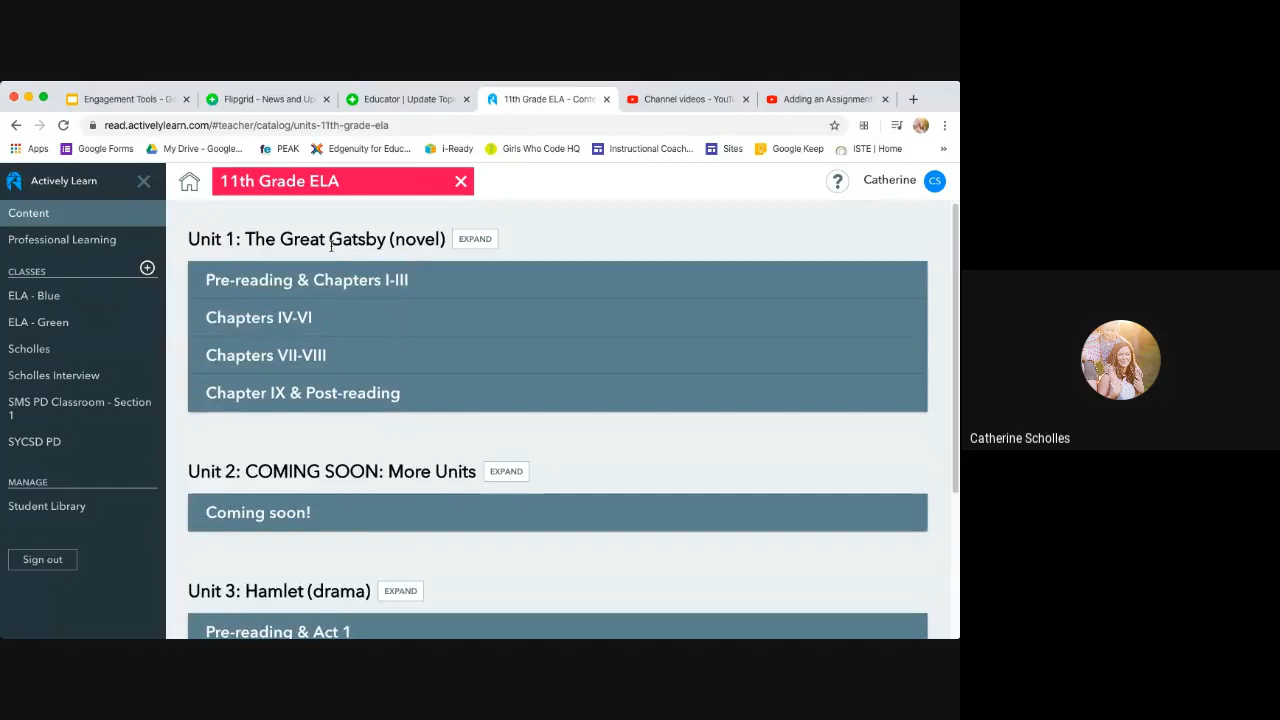 Engagement Tools - Go
Flipgrid - News and Up
Educator | Update Topic
11th Grade ELA - Conte
Channel videos - YouTu
Adding an Assignment
read.activelylearn.com/#teacher/catalog/units-11th-grade-ela
Apps
Google Forms
My Drive - Google...
fe PEAK
Edgenuity for Educ...
i-Ready
Girls Who Code HQ
Instructional Coach...
Sites
Google Keep
ISTE | Home
»
Actively Learn
11th Grade ELA
?
Catherine
CS
Content
Professional Learning
CLASSES
ELA - Blue
ELA - Green
Scholles
Scholles Interview
SMS PD Classroom - Section
1
SYCSD PD
MANAGE
Student Library
Sign out
Unit 1: The Great Gatsby (novel)
EXPAND
Pre-reading & Chapters I-III
Chapters IV-VI
Chapters VII-VIII
Chapter IX & Post-reading
Unit 2: COMING SOON: More Units
EXPAND
Coming soon!
Unit 3: Hamlet (drama)
EXPAND
Pre-reading & Act 1
Catherine Scholles